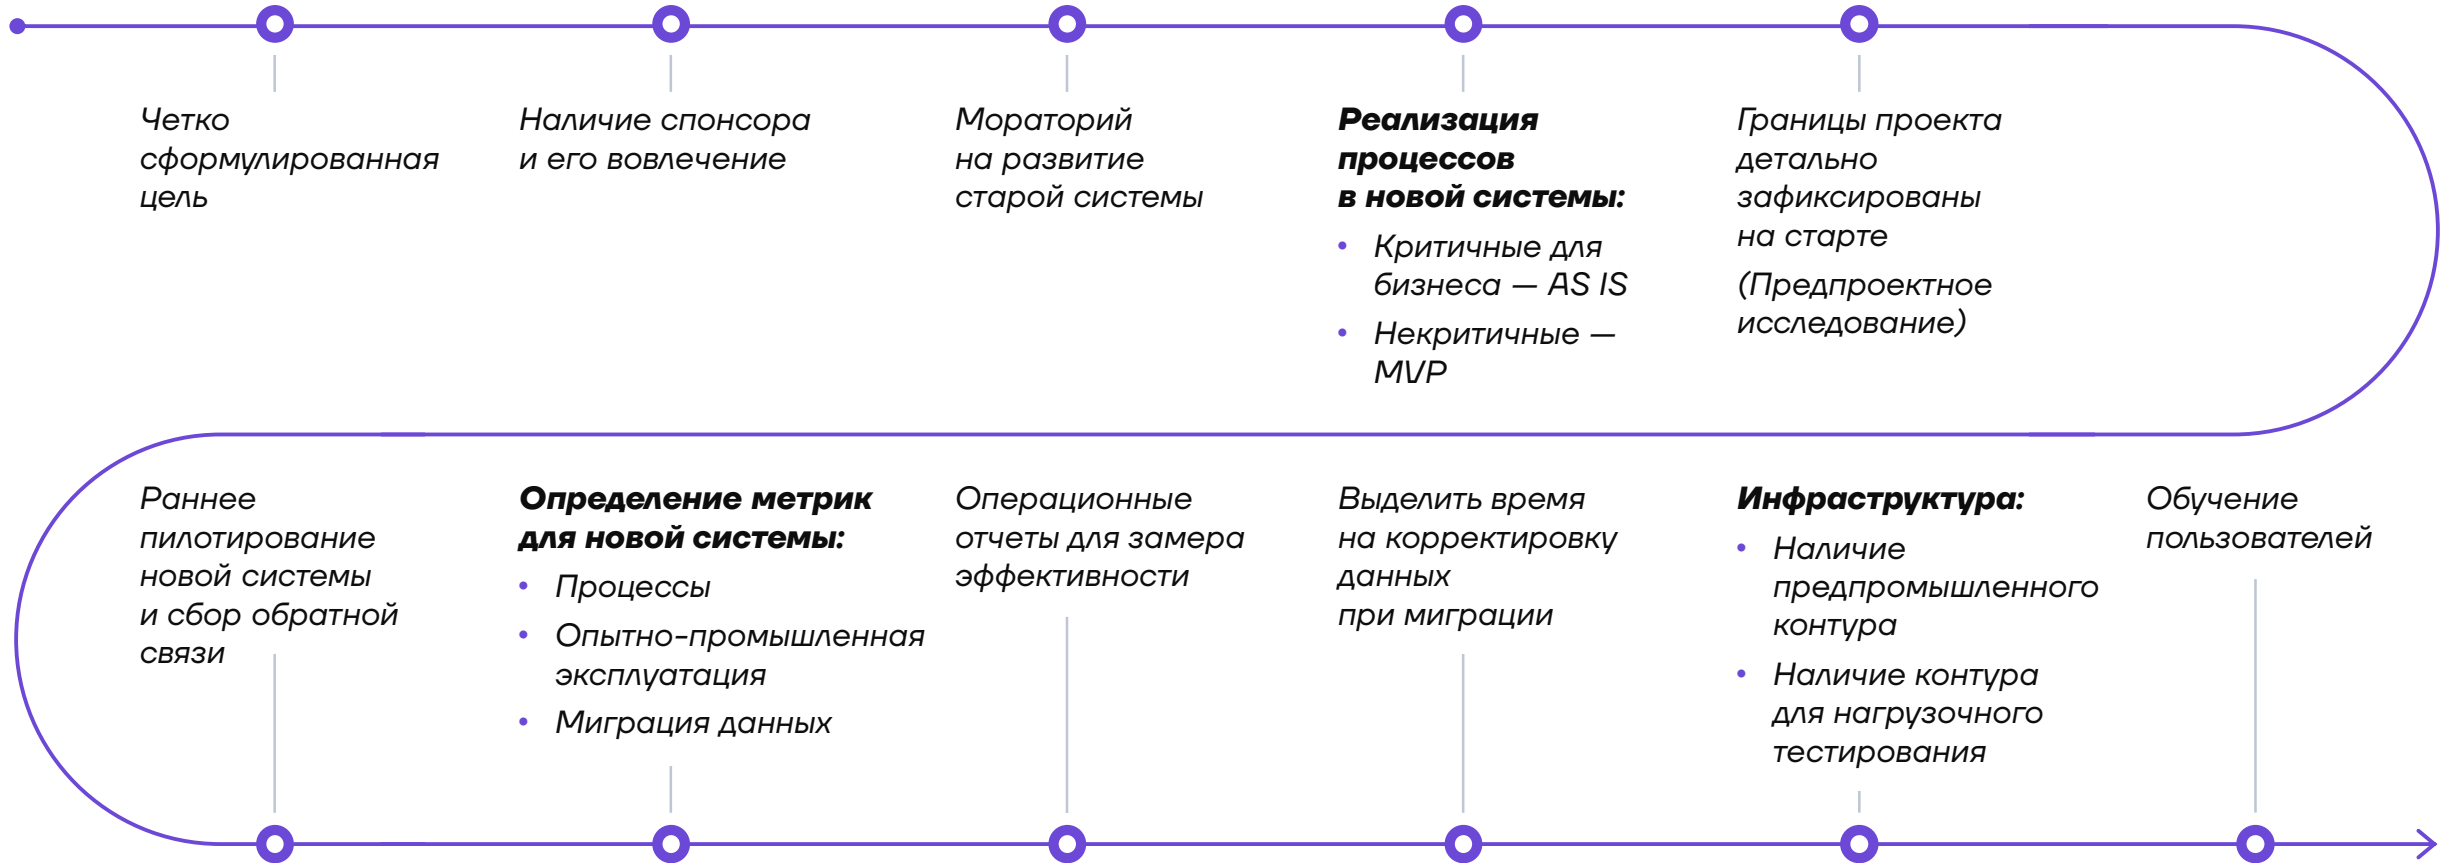 Четко
сформулированная
цель
Наличие спонсора
и его вовлечение
Мораторий
на развитие
старой системы
Реализация
процессов
в новой системы:
• Критичные для
бизнеса — AS IS
• Некритичные —
MVP
Границы проекта
детально
зафиксированы
на старте
(Предпроектное
исследование)
Раннее
пилотирование
новой системы
и сбор обратной
связи
Определение метрик
для новой системы:
• Процессы
• Опытно-промышленная
эксплуатация
• Миграция данных
Операционные
отчеты для замера
эффективности
Выделить время
на корректировку
данных
при миграции
Инфраструктура:
• Наличие
предпромышленного
контура
• Наличие контура
для нагрузочного
тестирования
Обучение
пользователей